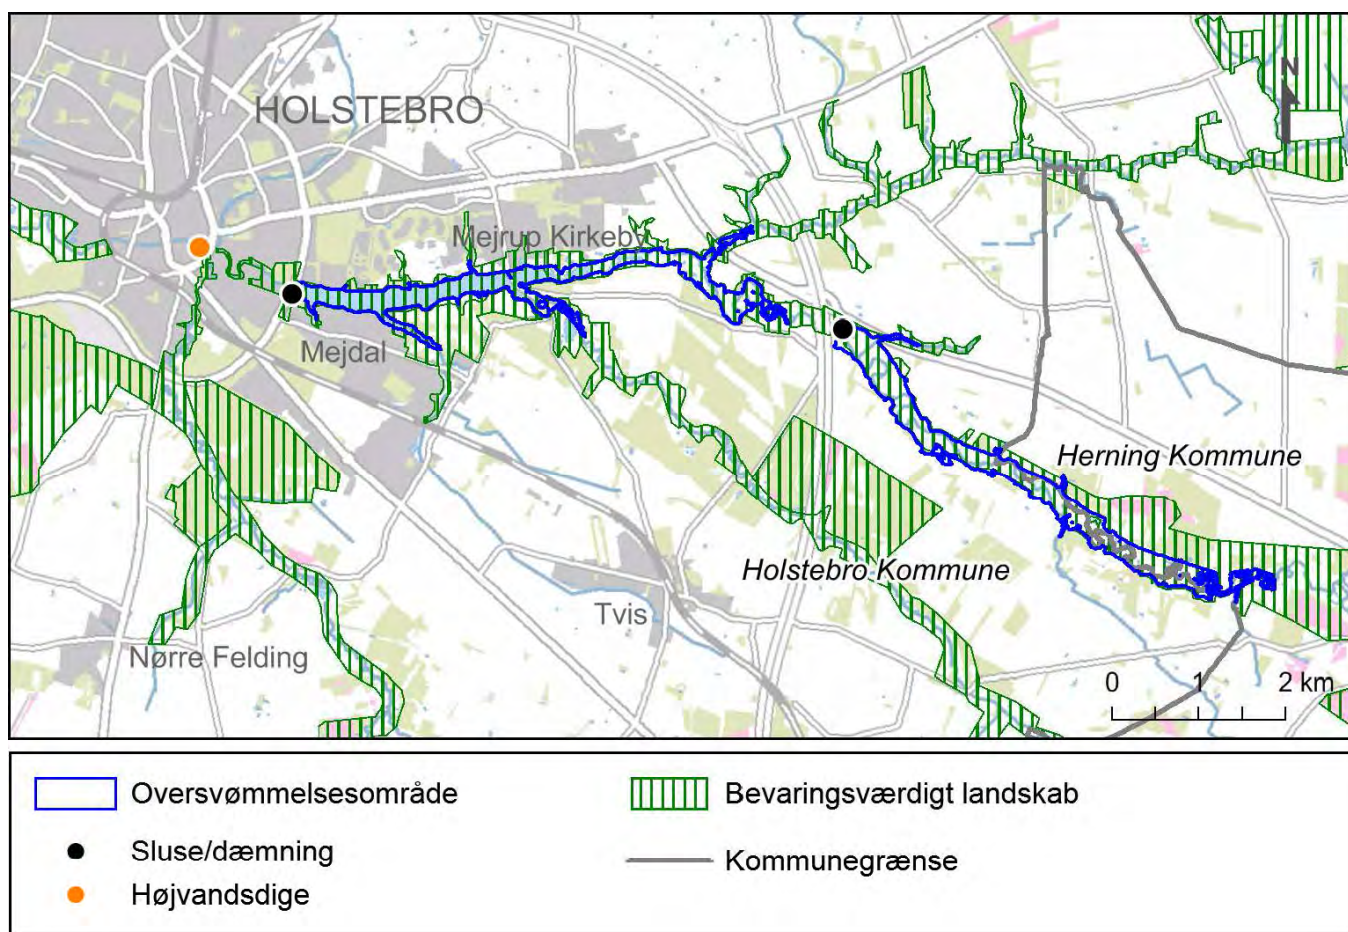 HOLSTEBRO
N
Mejrup Kirkeby
Mejdal
Herning Kommune
Holstebro Kommune
Tvis
Nørre Felding
0 1 2 km
Oversvømmelsesområde
Bevaringsværdigt landskab
Sluse/dæmning
Kommunegrænse
Højvandsdige